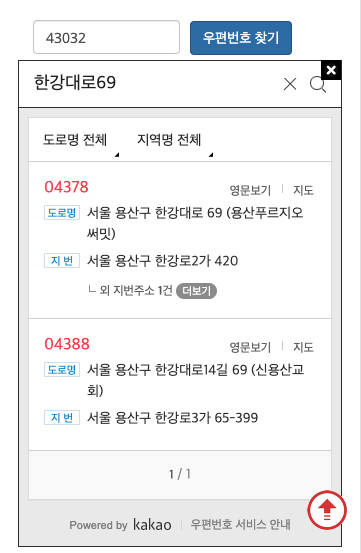 43032 우편번호 찾기
한강대로69
도로명 전체 지역명 전체
04378 영문보기 지도
도로명 서울 용산구 한강대로 69 (용산푸르지오
써밋)
지 번 서울 용산구 한강로2가 420
└ 외 지번주소 1건 더보기
04388 영문보기 지도
도로명 서울 용산구 한강대로14길 69 (신용산교
회)
지 번 서울 용산구 한강로3가 65-399
1 / 1
Powered by kakao 우편번호 서비스 안내